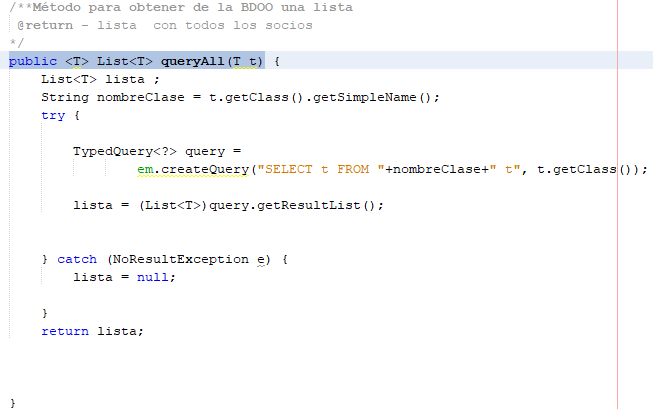 /**Método para obtener de la BDOO una lista
 @return - lista  con todos los socios
*/
public <T> List<T> queryAll(T t) {
    List<T> lista ;
    String nombreClase = t.getClass().getSimpleName();
    try {
        TypedQuery<?> query =
                em.createQuery("SELECT t FROM "+nombreClase+" t", t.getClass());
        lista = (List<T>)query.getResultList();
    } catch (NoResultException e) {
        lista = null;
    }
    return lista;
}